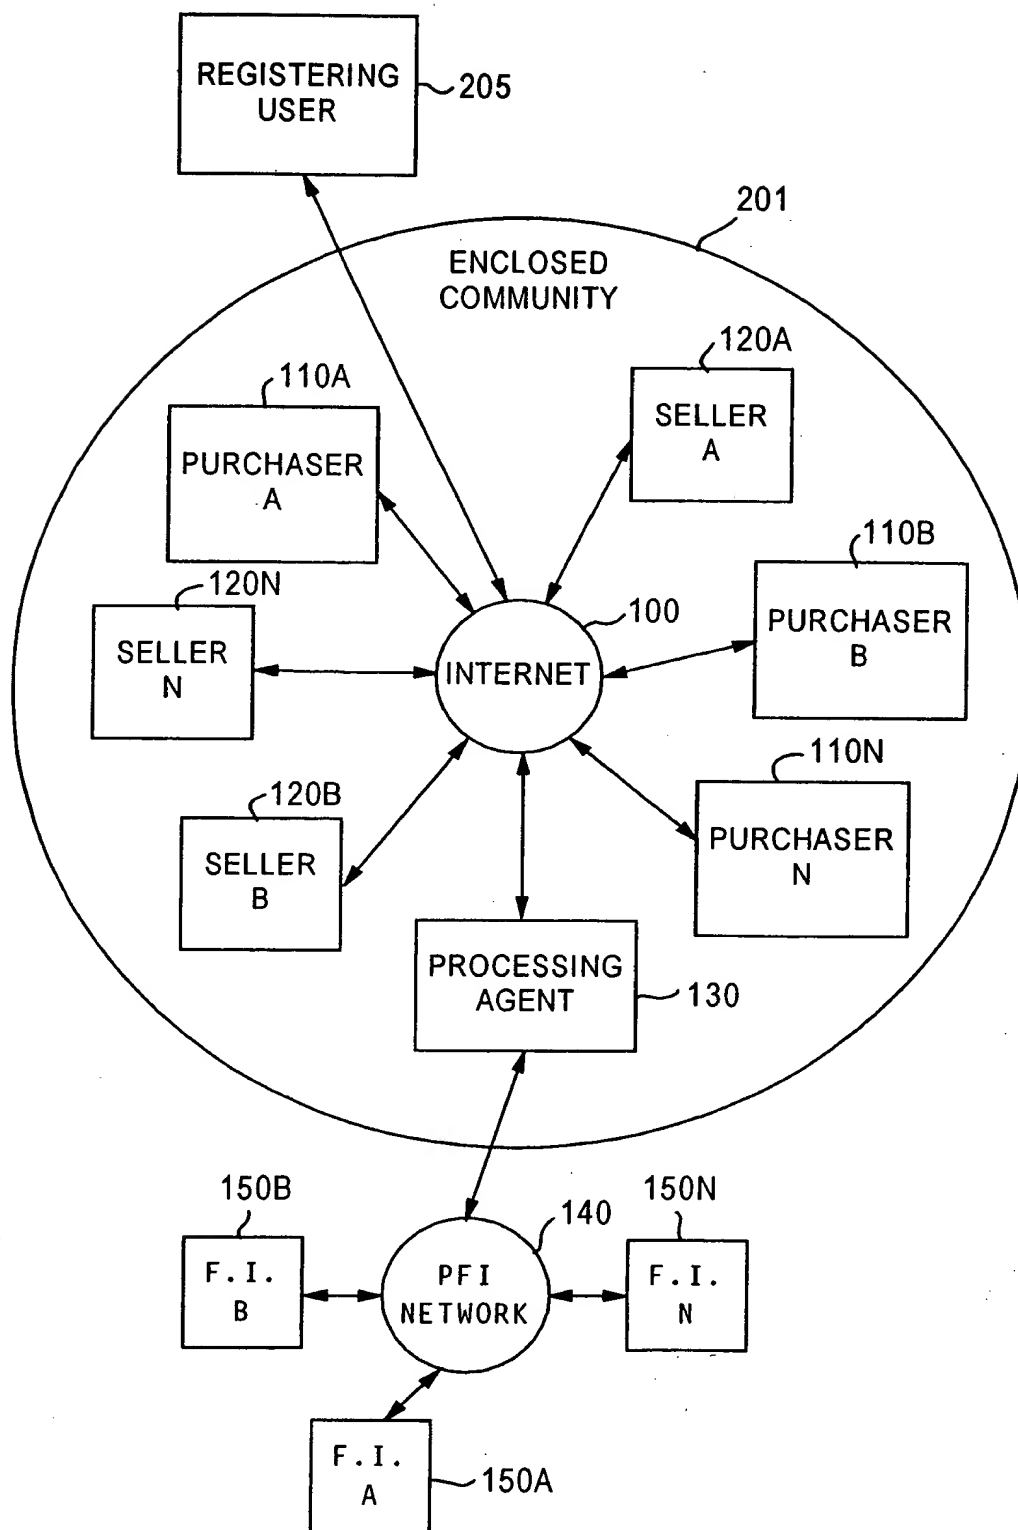 REGISTERING
USER
205
201
ENCLOSED
COMMUNITY
120A
SELLER
A
110A
PURCHASER
A
110B
PURCHASER
B
120N
SELLER
N
100
INTERNET
110N
PURCHASER
N
120B
SELLER
B
PROCESSING
AGENT
130
150B
F.I.
B
140
PFI
NETWORK
150N
F.I.
N
F.I.
A
150A